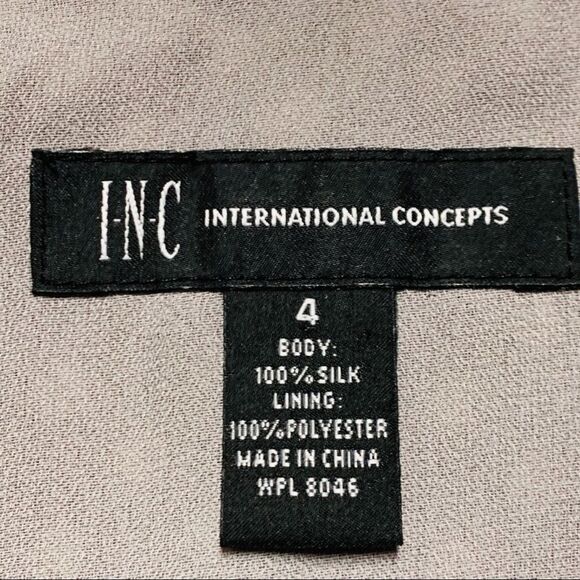 I·N·C INTERNATIONAL CONCEPTS
4
BODY:
100% SILK
LINING:
100% POLYESTER
MADE IN CHINA
WPL 8046